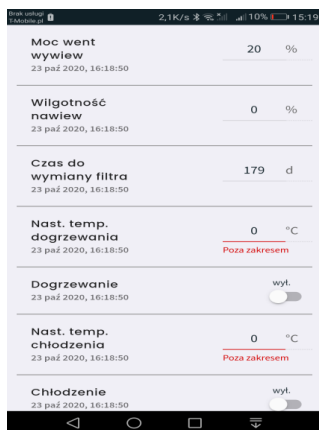 Brak usługi
T-Mobile.pl 2,1K/s 10% 15:19
Moc went
wywiew
20 %
23 paź 2020, 16:18:50
Wilgotność
nawiew
0 %
23 paź 2020, 16:18:50
Czas do
wymiany filtra
179 d
23 paź 2020, 16:18:50
Nast. temp.
dogrzewania
0 °C
23 paź 2020, 16:18:50
Poza zakresem
Dogrzewanie
wył.
23 paź 2020, 16:18:50
Nast. temp.
chłodzenia
0 °C
23 paź 2020, 16:18:50
Poza zakresem
Chłodzenie
wył.
23 paź 2020, 16:18:50